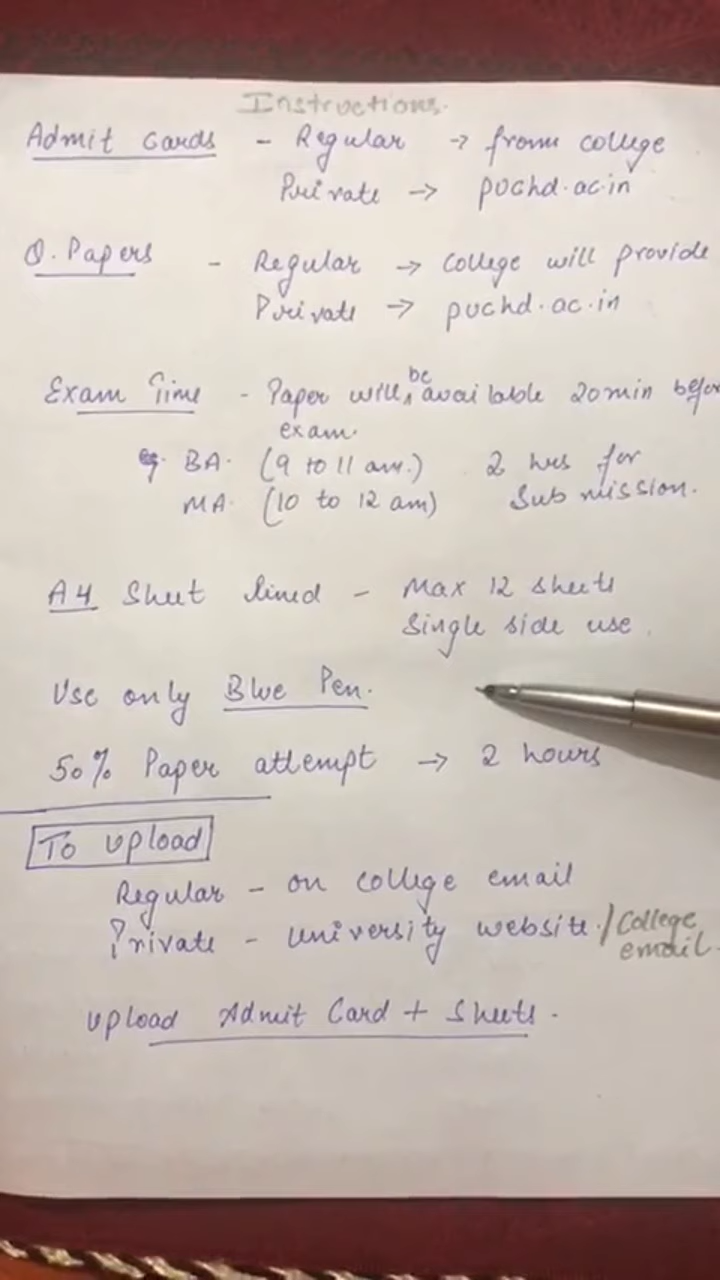 Instructions.
Admit Cards - Regular → from college
Private → puchd.ac.in
Q. Papers - Regular → College will provide
Private → puchd.ac.in
Exam Time - Paper will be available 20 min before
exam.
eg. BA. (9 to 11 am.) 2 hrs for
MA. (10 to 12 am) Submission.
A4 Sheet lined - Max 12 sheets
Single side use.
Use only Blue Pen.
50% Paper attempt → 2 hours
To upload
Regular - on college email
Private - university website. / College
email.
Upload Admit Card + Sheets.